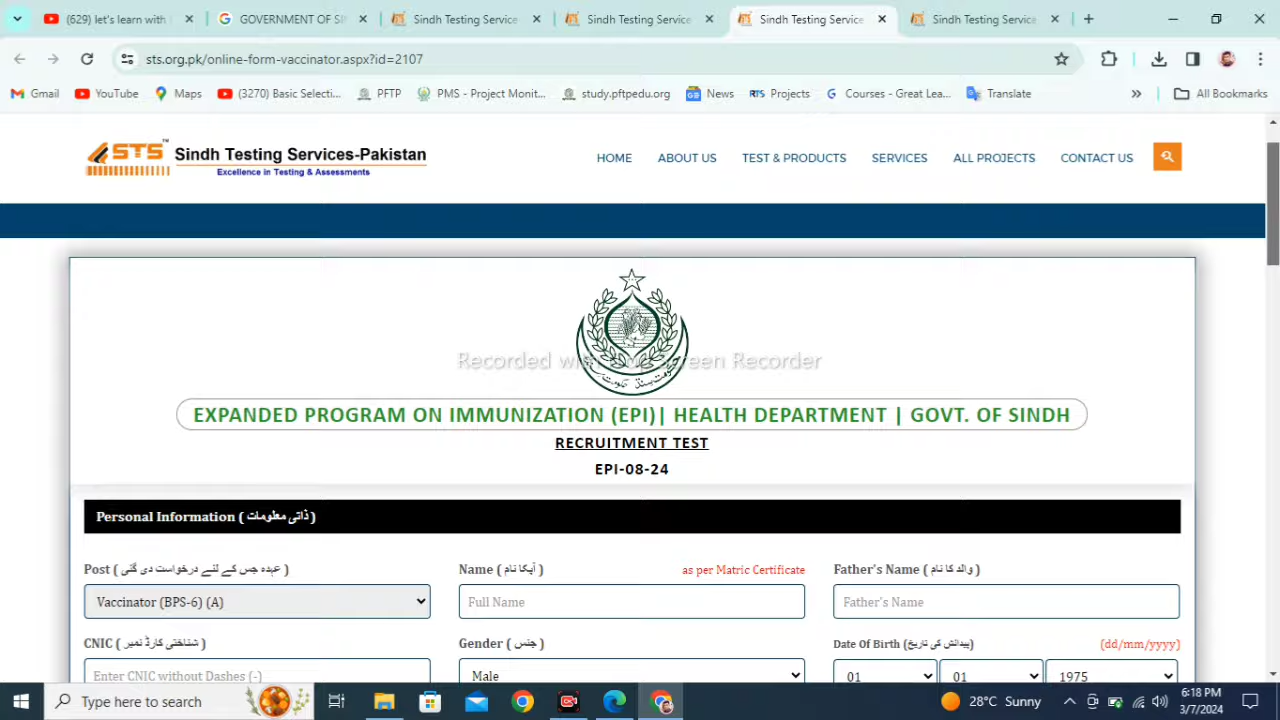 (629) let's learn with
GOVERNMENT OF SI
Sindh Testing Service
Sindh Testing Service
Sindh Testing Service
Sindh Testing Service
sts.org.pk/online-form-vaccinator.aspx?id=2107
Gmail YouTube Maps (3270) Basic Selecti... PFTP PMS - Project Monit... study.pftpedu.org News RTS Projects Courses - Great Lea... Translate » All Bookmarks
STS™ Sindh Testing Services-Pakistan
Excellence in Testing & Assessments
HOME ABOUT US TEST & PRODUCTS SERVICES ALL PROJECTS CONTACT US
Recorded with Screen Recorder
EXPANDED PROGRAM ON IMMUNIZATION (EPI)| HEALTH DEPARTMENT | GOVT. OF SINDH
RECRUITMENT TEST
EPI-08-24
Personal Information ( ذاتی معلومات )
Post ( عہدہ جس کے لئے درخواست دی گئی ) Name ( آپکا نام ) as per Matric Certificate Father's Name ( والد کا نام )
Vaccinator (BPS-6) (A) Full Name Father's Name
CNIC ( شناختی کارڈ نمبر ) Gender ( جنس ) Date Of Birth (پیدائش کی تاریخ) (dd/mm/yyyy)
Enter CNIC without Dashes (-) Male 01 01 1975
Type here to search 28°C Sunny 6:18 PM
3/7/2024